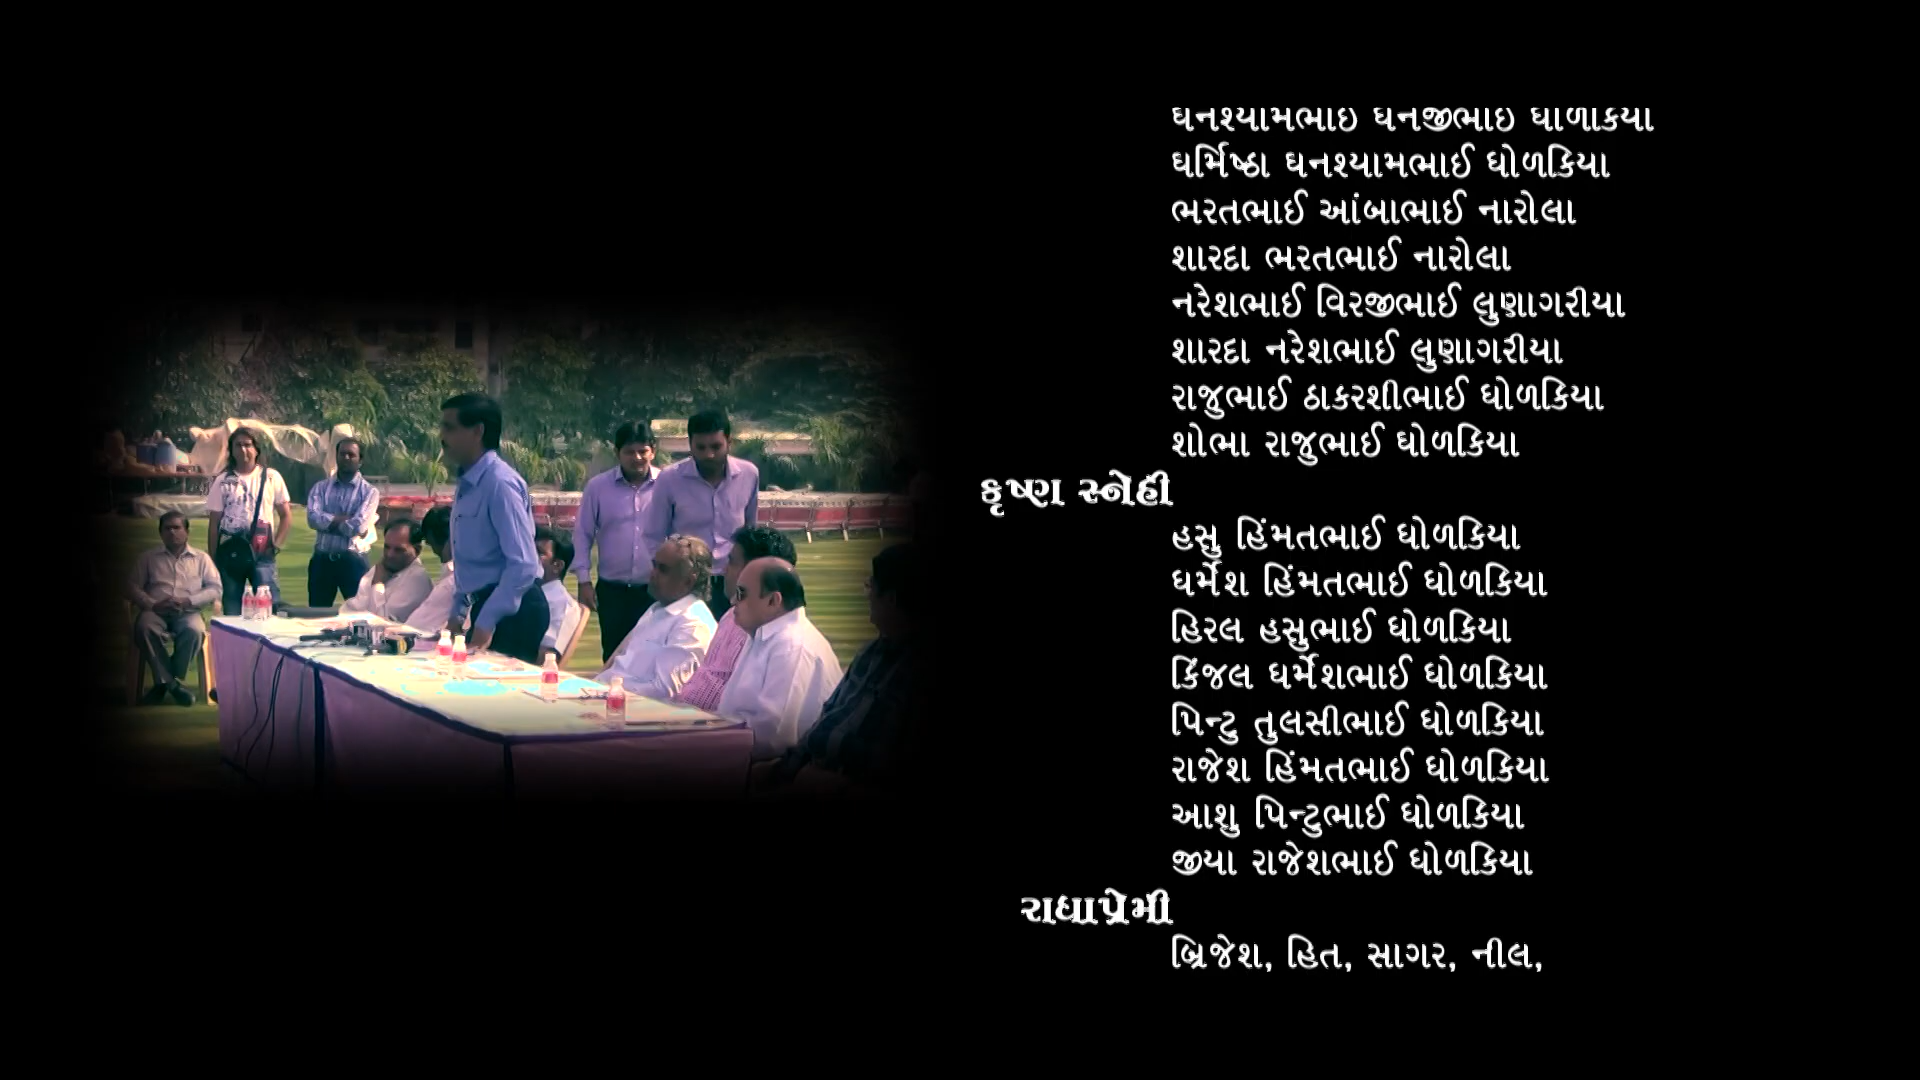 ઘનશ્યામભાઇ ધનજીભાઇ ધોળકિયા
ધર્મિષ્ઠા ઘનશ્યામભાઈ ધોળકિયા
ભરતભાઈ આંબાભાઈ નારોલા
શારદા ભરતભાઈ નારોલા
નરેશભાઈ વિરજીભાઈ લુણાગરીયા
શારદા નરેશભાઈ લુણાગરીયા
રાજુભાઈ ઠાકરશીભાઈ ધોળકિયા
શોભા રાજુભાઈ ધોળકિયા
કૃષ્ણ સ્નેહી
હસુ હિંમતભાઈ ધોળકિયા
ધર્મેશ હિંમતભાઈ ધોળકિયા
હિરલ હસુભાઈ ધોળકિયા
કિંજલ ધર્મેશભાઈ ધોળકિયા
પિન્ટુ તુલસીભાઈ ધોળકિયા
રાજેશ હિંમતભાઈ ધોળકિયા
આશુ પિન્ટુભાઈ ધોળકિયા
જીયા રાજેશભાઈ ધોળકિયા
રાધાપ્રેમી
બ્રિજેશ, હિત, સાગર, નીલ,